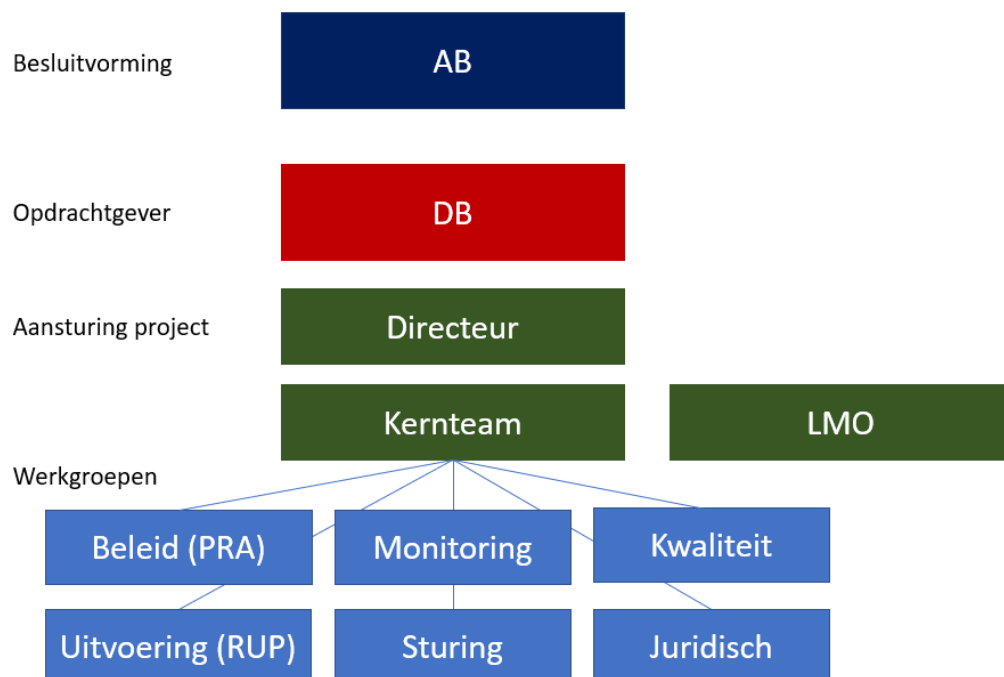 Besluitvorming
AB
Opdrachtgever
DB
Aansturing project
Directeur
Kernteam
LMO
Werkgroepen
Beleid (PRA)
Monitoring
Kwaliteit
Uitvoering (RUP)
Sturing
Juridisch